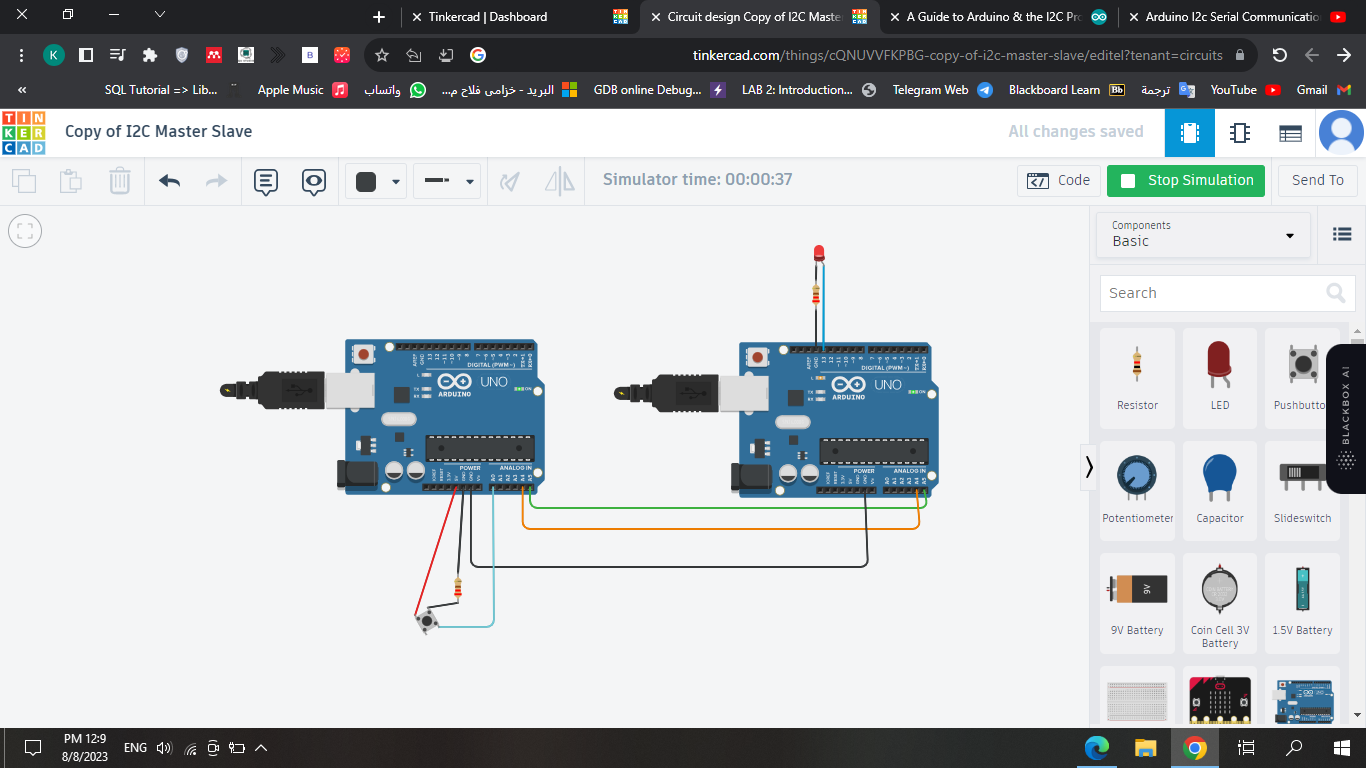 Tinkercad | Dashboard
Circuit design Copy of I2C Maste
A Guide to Arduino & the I2C Pro
Arduino I2c Serial Communicatio
K
B
tinkercad.com/things/cQNUVVFKPBG-copy-of-i2c-master-slave/editel?tenant=circuits
«
SQL Tutorial => Lib...
Apple Music
واتساب
البريد - خزامى فلاح م...
GDB online Debug...
LAB 2: Introduction...
Telegram Web
Blackboard Learn
Bb
ترجمة
YouTube
Gmail
TIN
KER
CAD
Copy of I2C Master Slave
All changes saved
Simulator time: 00:00:37
Code
Stop Simulation
Send To
Components
Basic
Search
Resistor
LED
Pushbutto
Potentiometer
Capacitor
Slideswitch
9V
9V Battery
Coin Cell 3V
Battery
1.5V Battery
BLACKBOX AI
DIGITAL (PWM~)
UNO
ARDUINO
ON
POWER
ANALOG IN
DIGITAL (PWM~)
UNO
ARDUINO
ON
POWER
ANALOG IN
PM 12:9
8/8/2023
ENG